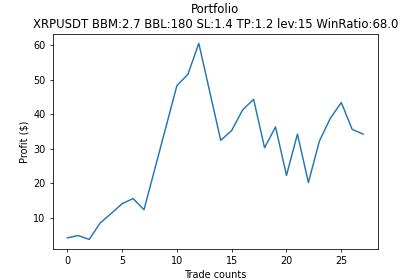 Portfolio
XRPUSDT BBM:2.7 BBL:180 SL:1.4 TP:1.2 lev:15 WinRatio:68.0
60
50
40
30
20
10
Profit ($)
0 5 10 15 20 25
Trade counts